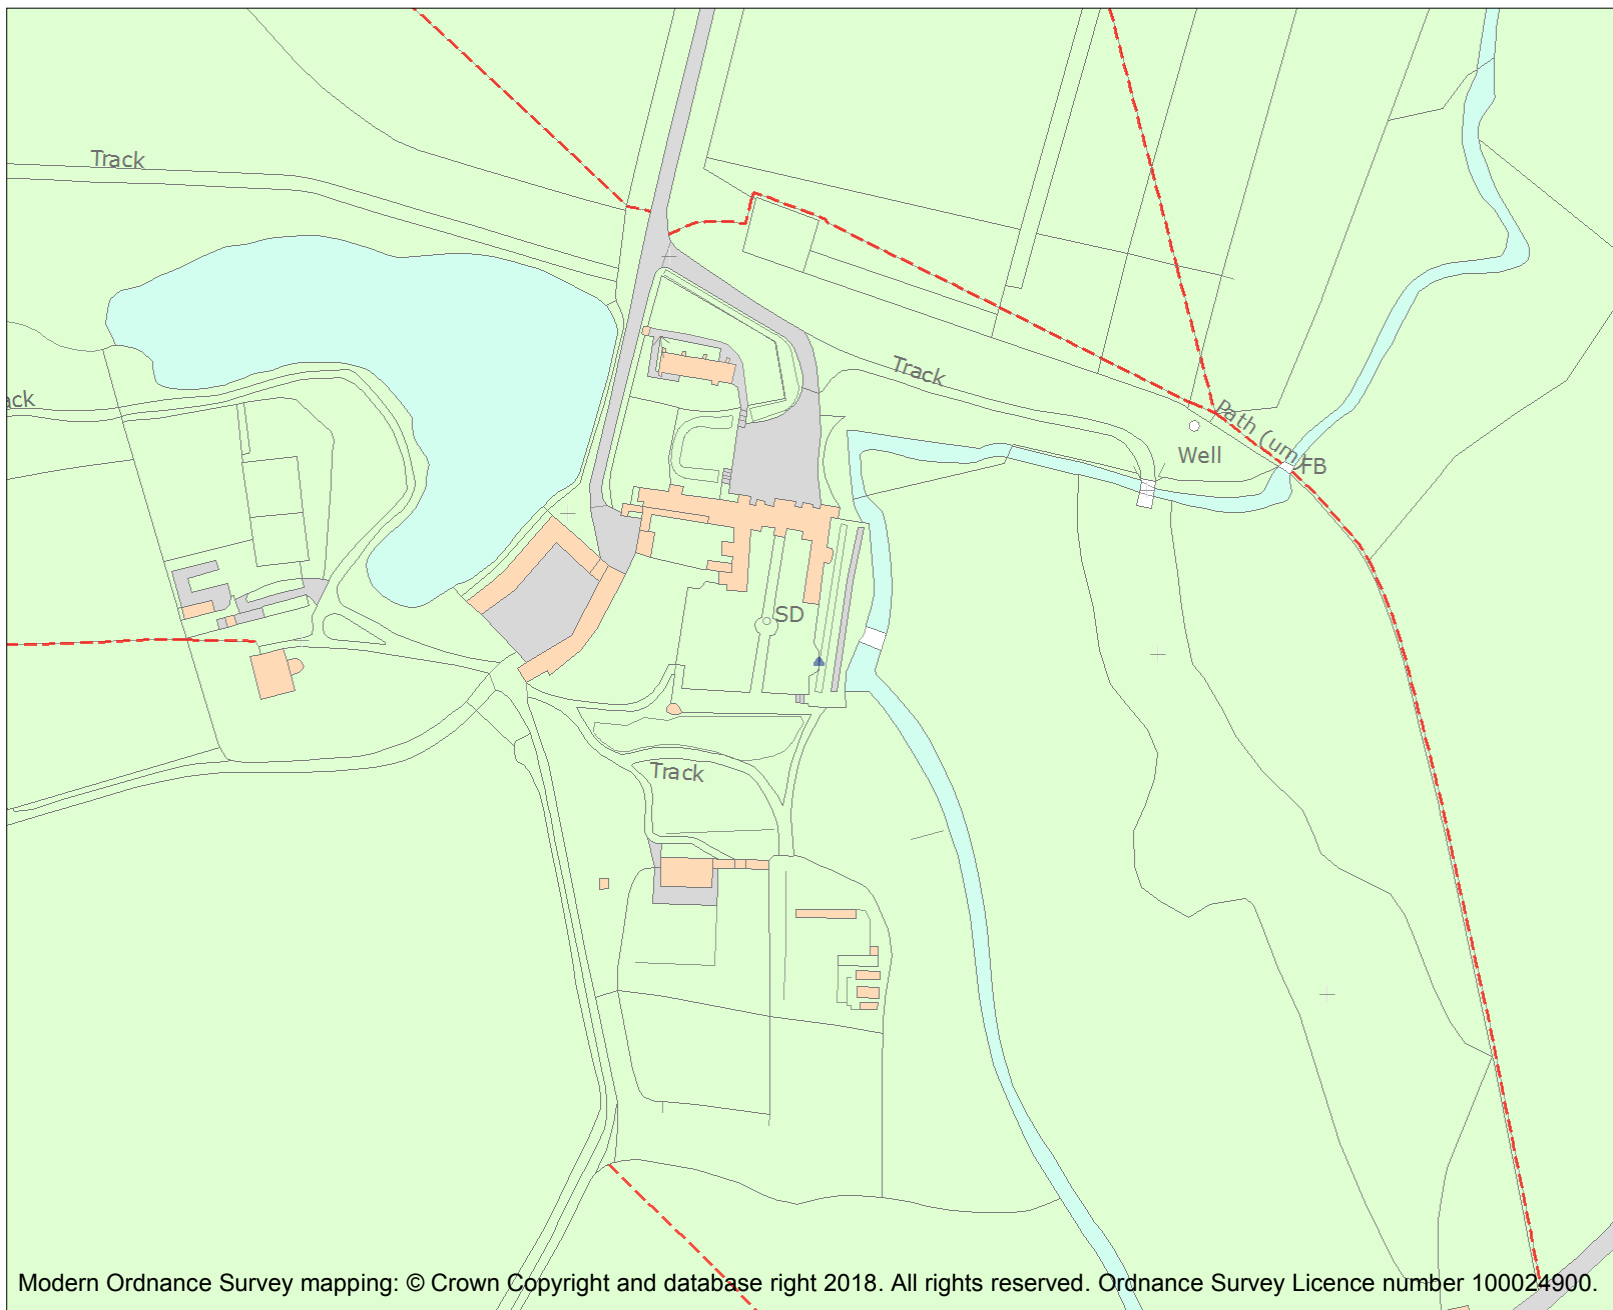 Track
ack
Track
Path (um)
Well
FB
SD
Track
Modern Ordnance Survey mapping: © Crown Copyright and database right 2018. All rights reserved. Ordnance Survey Licence number 100024900.